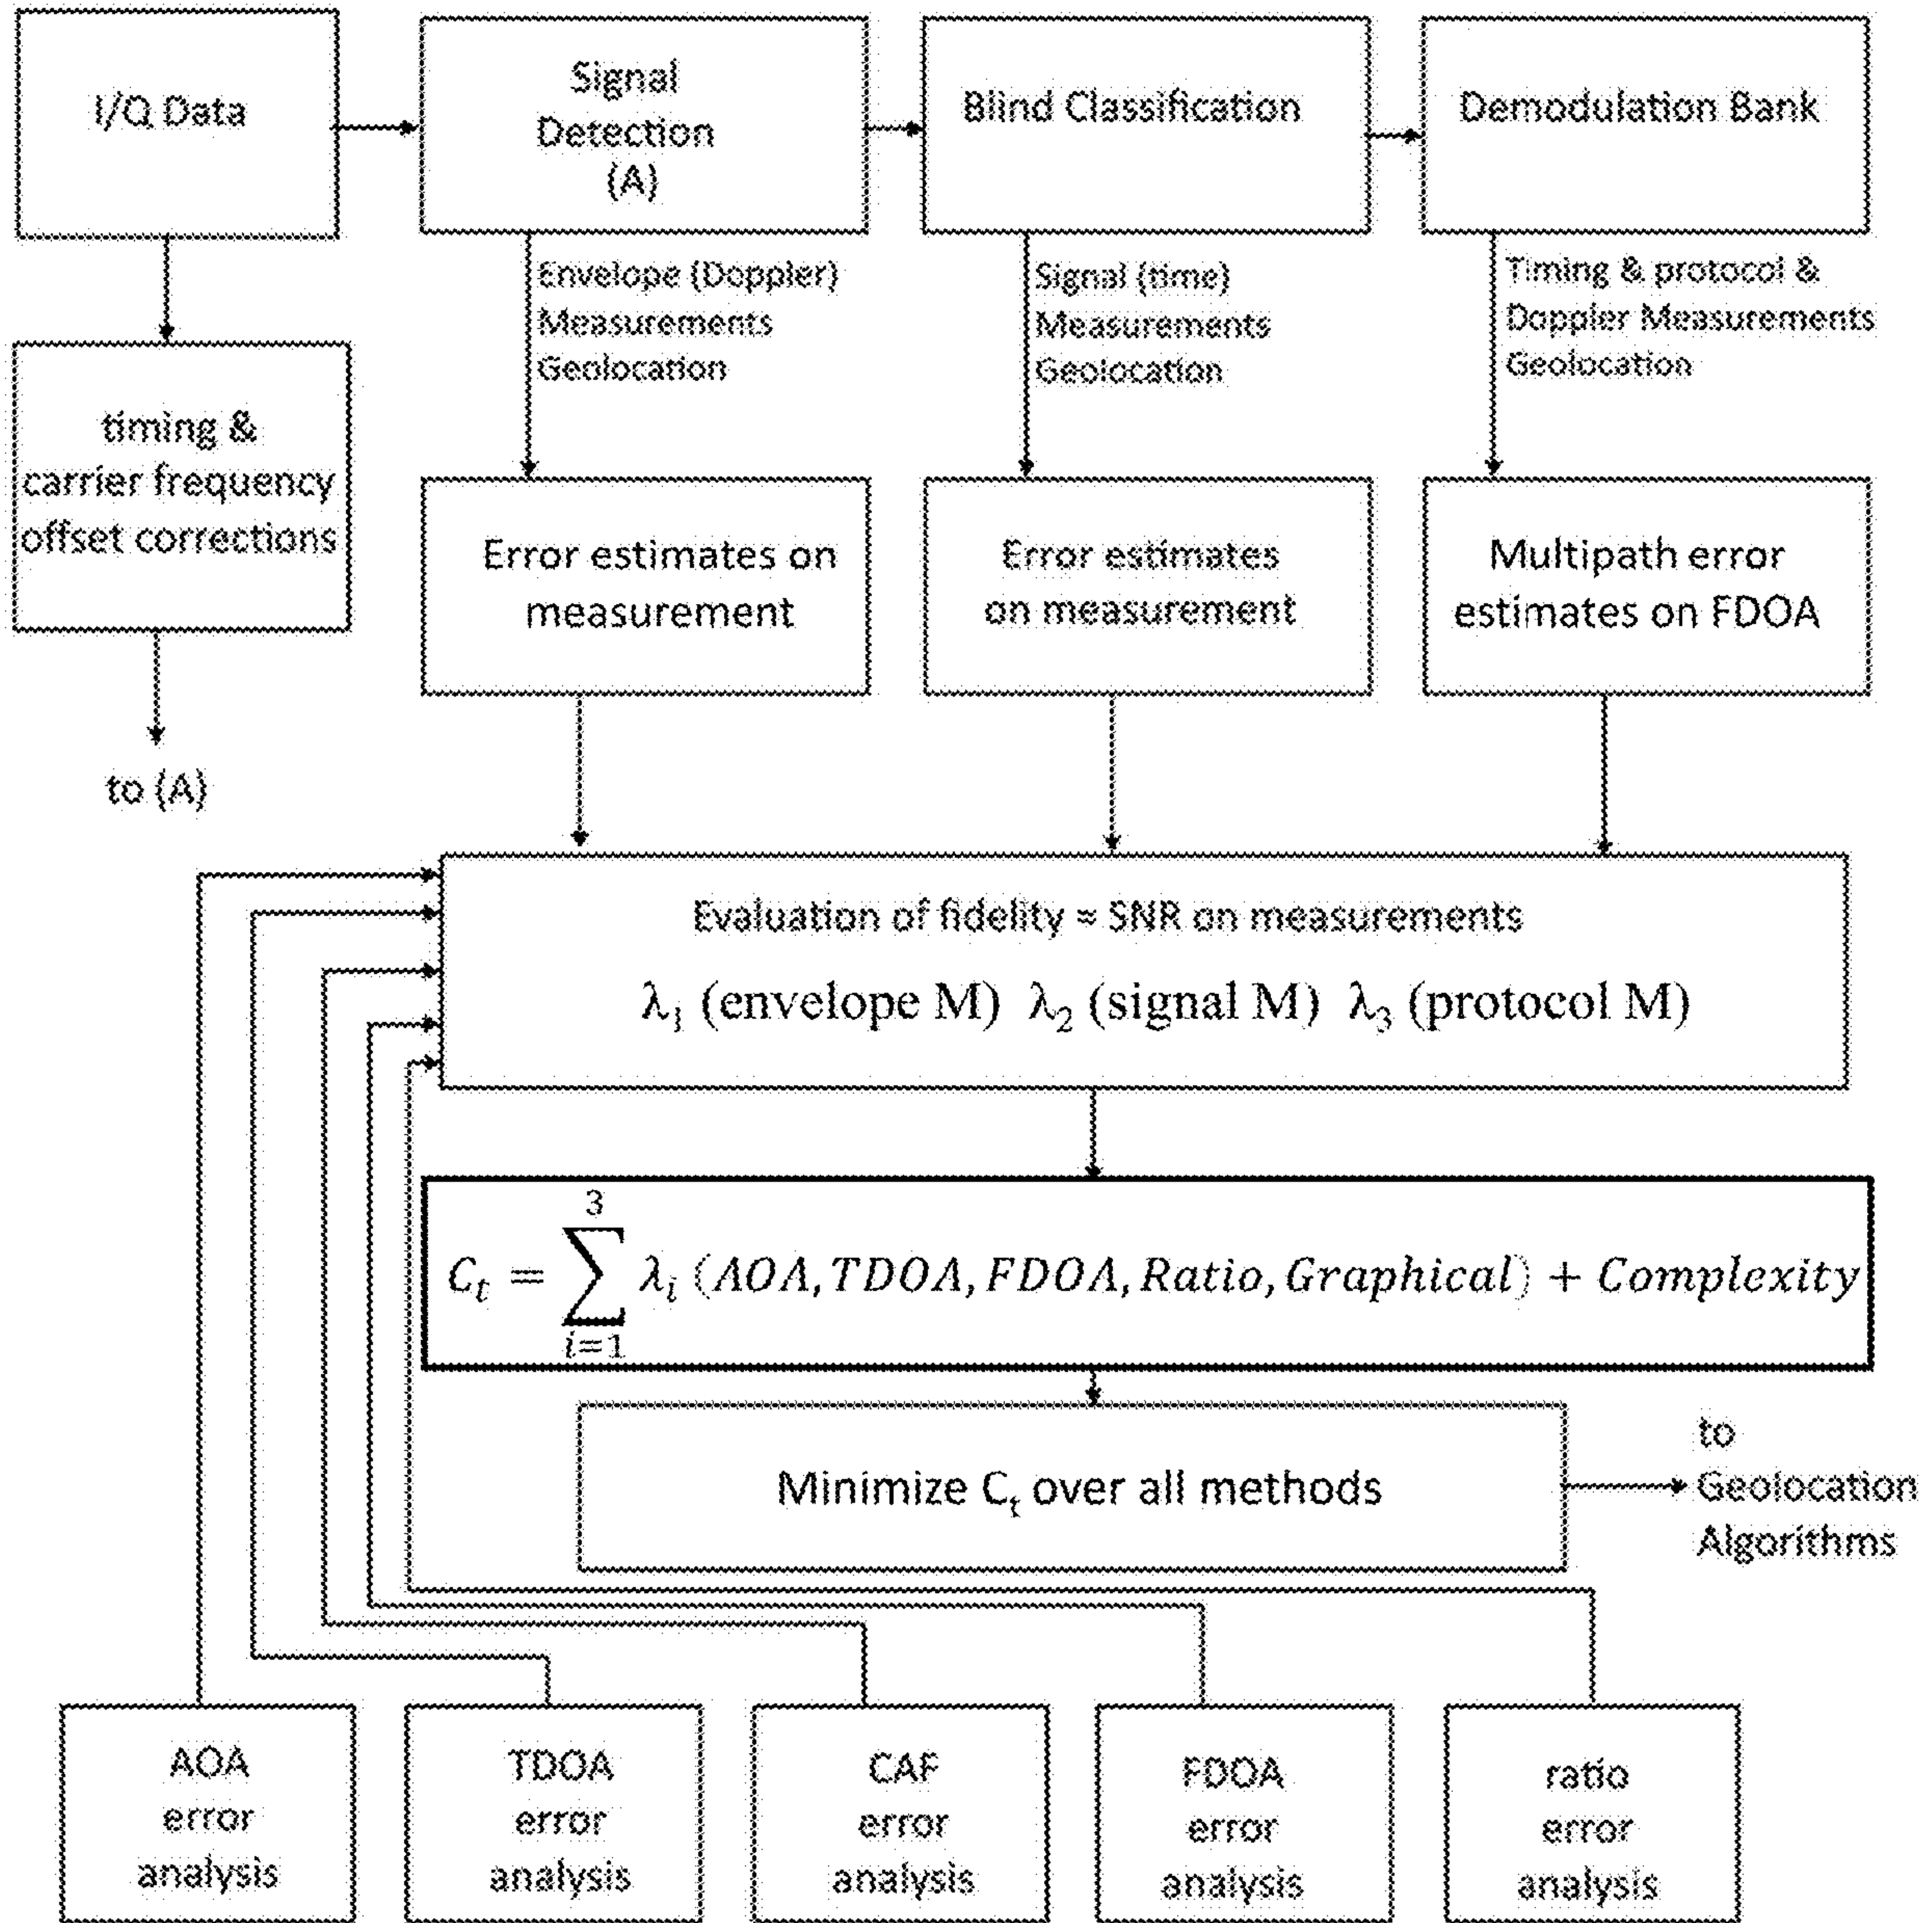 I/Q Data
Signal
Detection
(A)
Blind Classification
Demodulation Bank
Envelope (Doppler)
Measurements
Geolocation
Signal (time)
Measurements
Geolocation
Timing & protocol &
Doppler Measurements
Geolocation
timing &
carrier frequency
offset corrections
Error estimates on
measurement
Error estimates
on measurement
Multipath error
estimates on FDOA
to (A)
Evaluation of fidelity ≈ SNR on measurements
λ₁ (envelope M) λ₂ (signal M) λ₃ (protocol M)
C_t = ∑_{i=1}^{3} λ_i (AOA, TDOA, FDOA, Ratio, Graphical) + Complexity
Minimize C_t over all methods
to
Geolocation
Algorithms
AOA
error
analysis
TDOA
error
analysis
CAF
error
analysis
FDOA
error
analysis
ratio
error
analysis